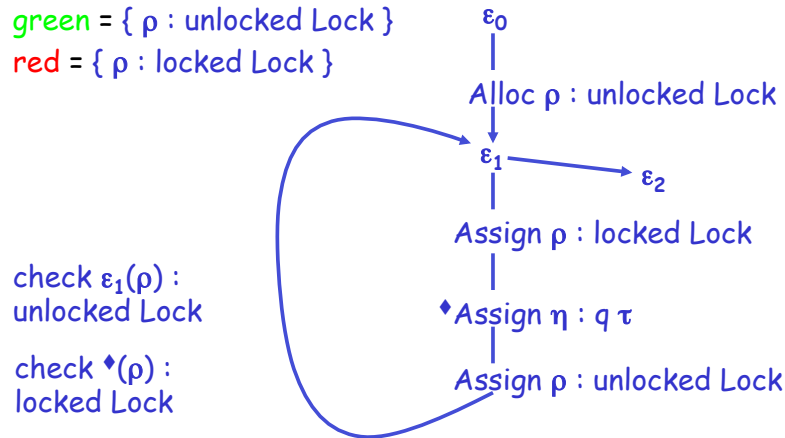 green = { ρ : unlocked Lock }
red = { ρ : locked Lock }
ε₀
Alloc ρ : unlocked Lock
ε₁
ε₂
Assign ρ : locked Lock
♦Assign η : q τ
Assign ρ : unlocked Lock
check ε₁(ρ) :
unlocked Lock
check ♦(ρ) :
locked Lock